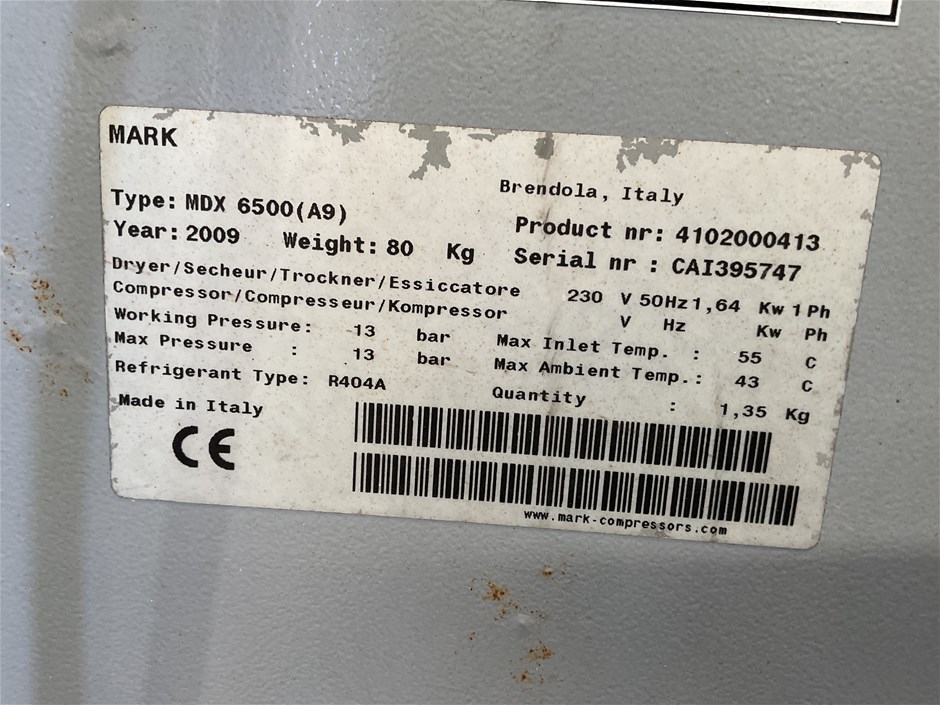 MARK
Brendola, Italy
Type: MDX 6500(A9)
Product nr: 4102000413
Year: 2009 Weight: 80 Kg
Serial nr : CAI395747
Dryer/Secheur/Trockner/Essiccatore 230 V 50Hz 1,64 Kw 1 Ph
Compressor/Compresseur/Kompressor V Hz Kw Ph
Working Pressure: 13 bar Max Inlet Temp. : 55 C
Max Pressure : 13 bar Max Ambient Temp.: 43 C
Refrigerant Type: R404A Quantity : 1,35 Kg
Made in Italy
CE
www.mark-compressors.com